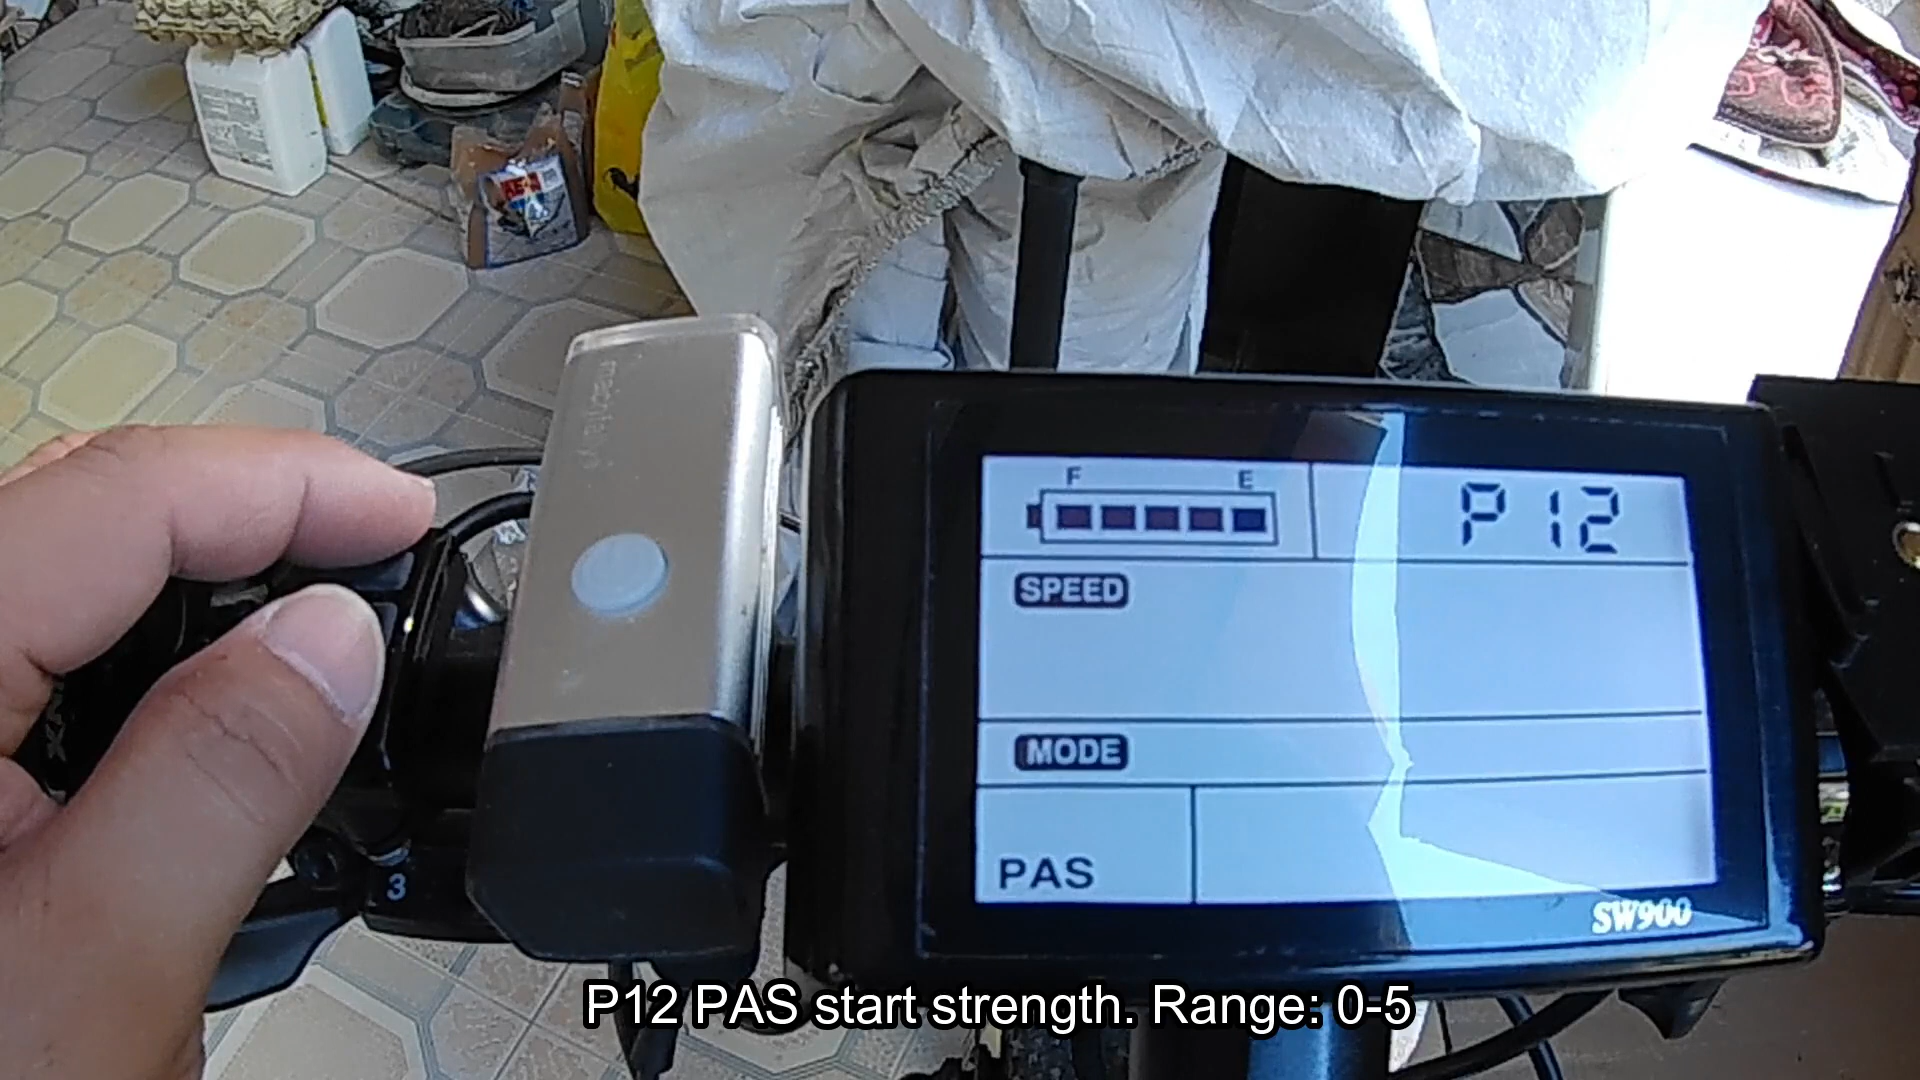 F E
P12
SPEED
MODE
PAS
SW900
3
P12 PAS start strength. Range: 0-5